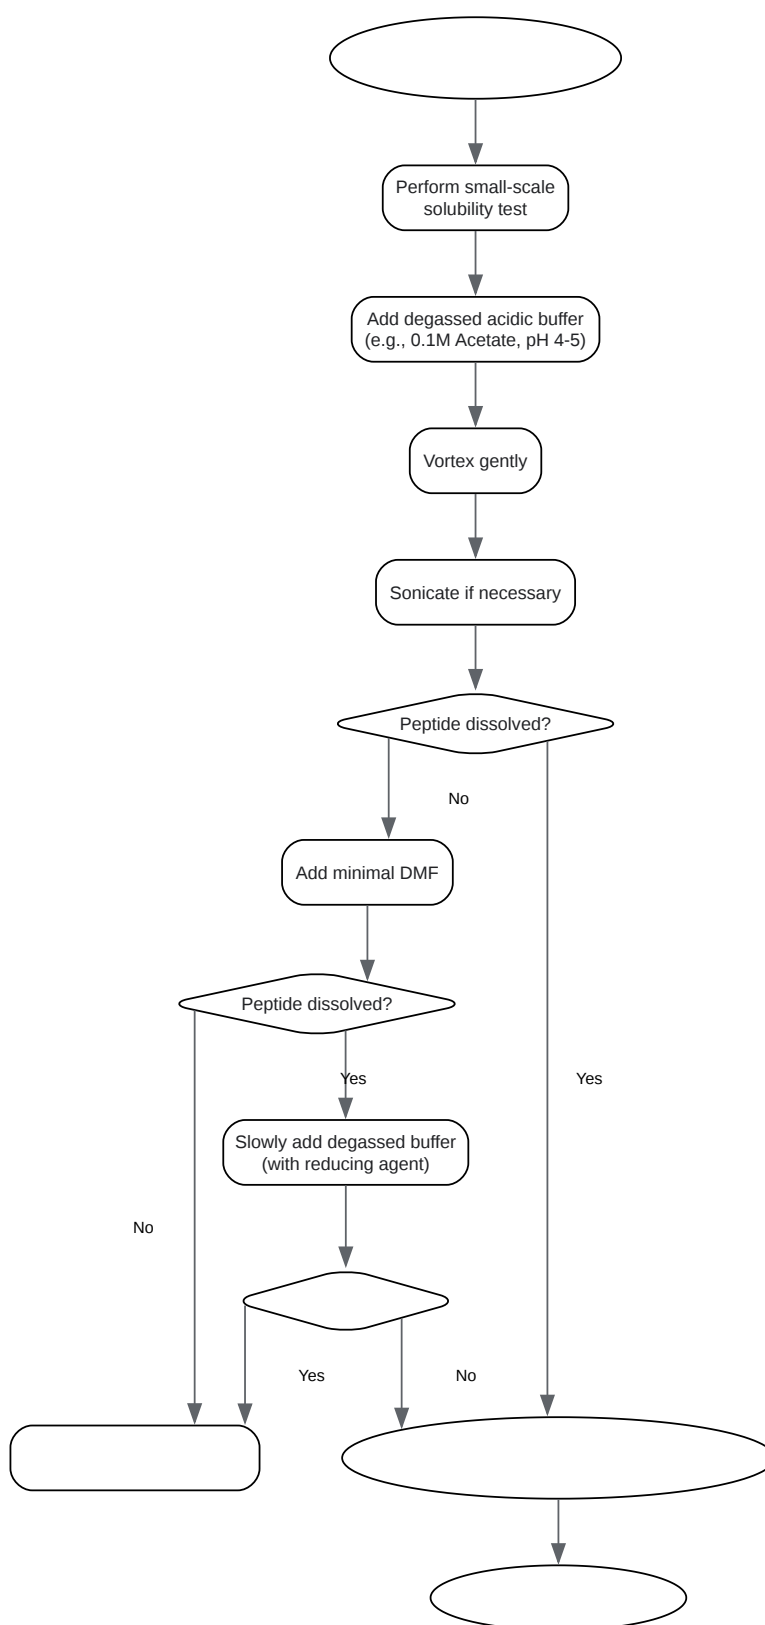 Perform small-scale
solubility test
Add degassed acidic buffer
(e.g., 0.1M Acetate, pH 4-5)
Vortex gently
Sonicate if necessary
Peptide dissolved?
No
Add minimal DMF
Peptide dissolved?
Yes
Yes
Slowly add degassed buffer
(with reducing agent)
No
Yes
No